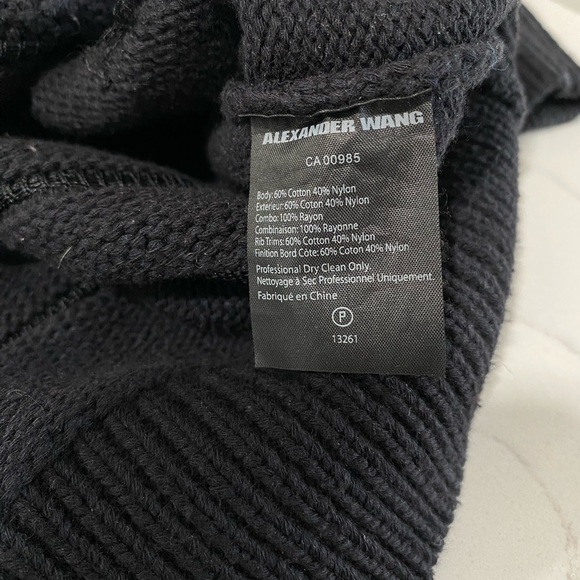 ALEXANDER WANG
CA00985
Body: 60% Cotton 40% Nylon
Exterieur: 60% Coton 40% Nylon
Combo: 100% Rayon
Combinaison: 100% Rayonne
Rib Trims: 60% Cotton 40% Nylon
Finition Bord Côte: 60% Coton 40% Nylon
Professional Dry Clean Only.
Nettoyage à Sec Professionnel Uniquement.
Fabriqué en Chine
P
13261